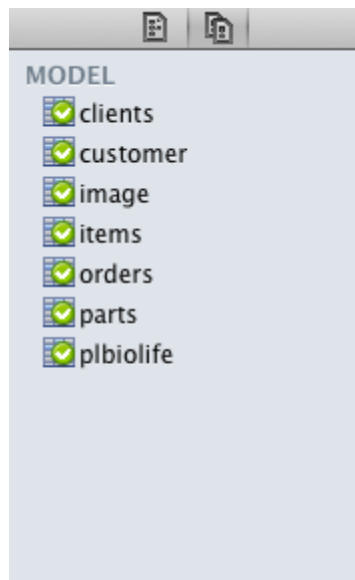 MODEL
clients
customer
image
items
orders
parts
plbiolife